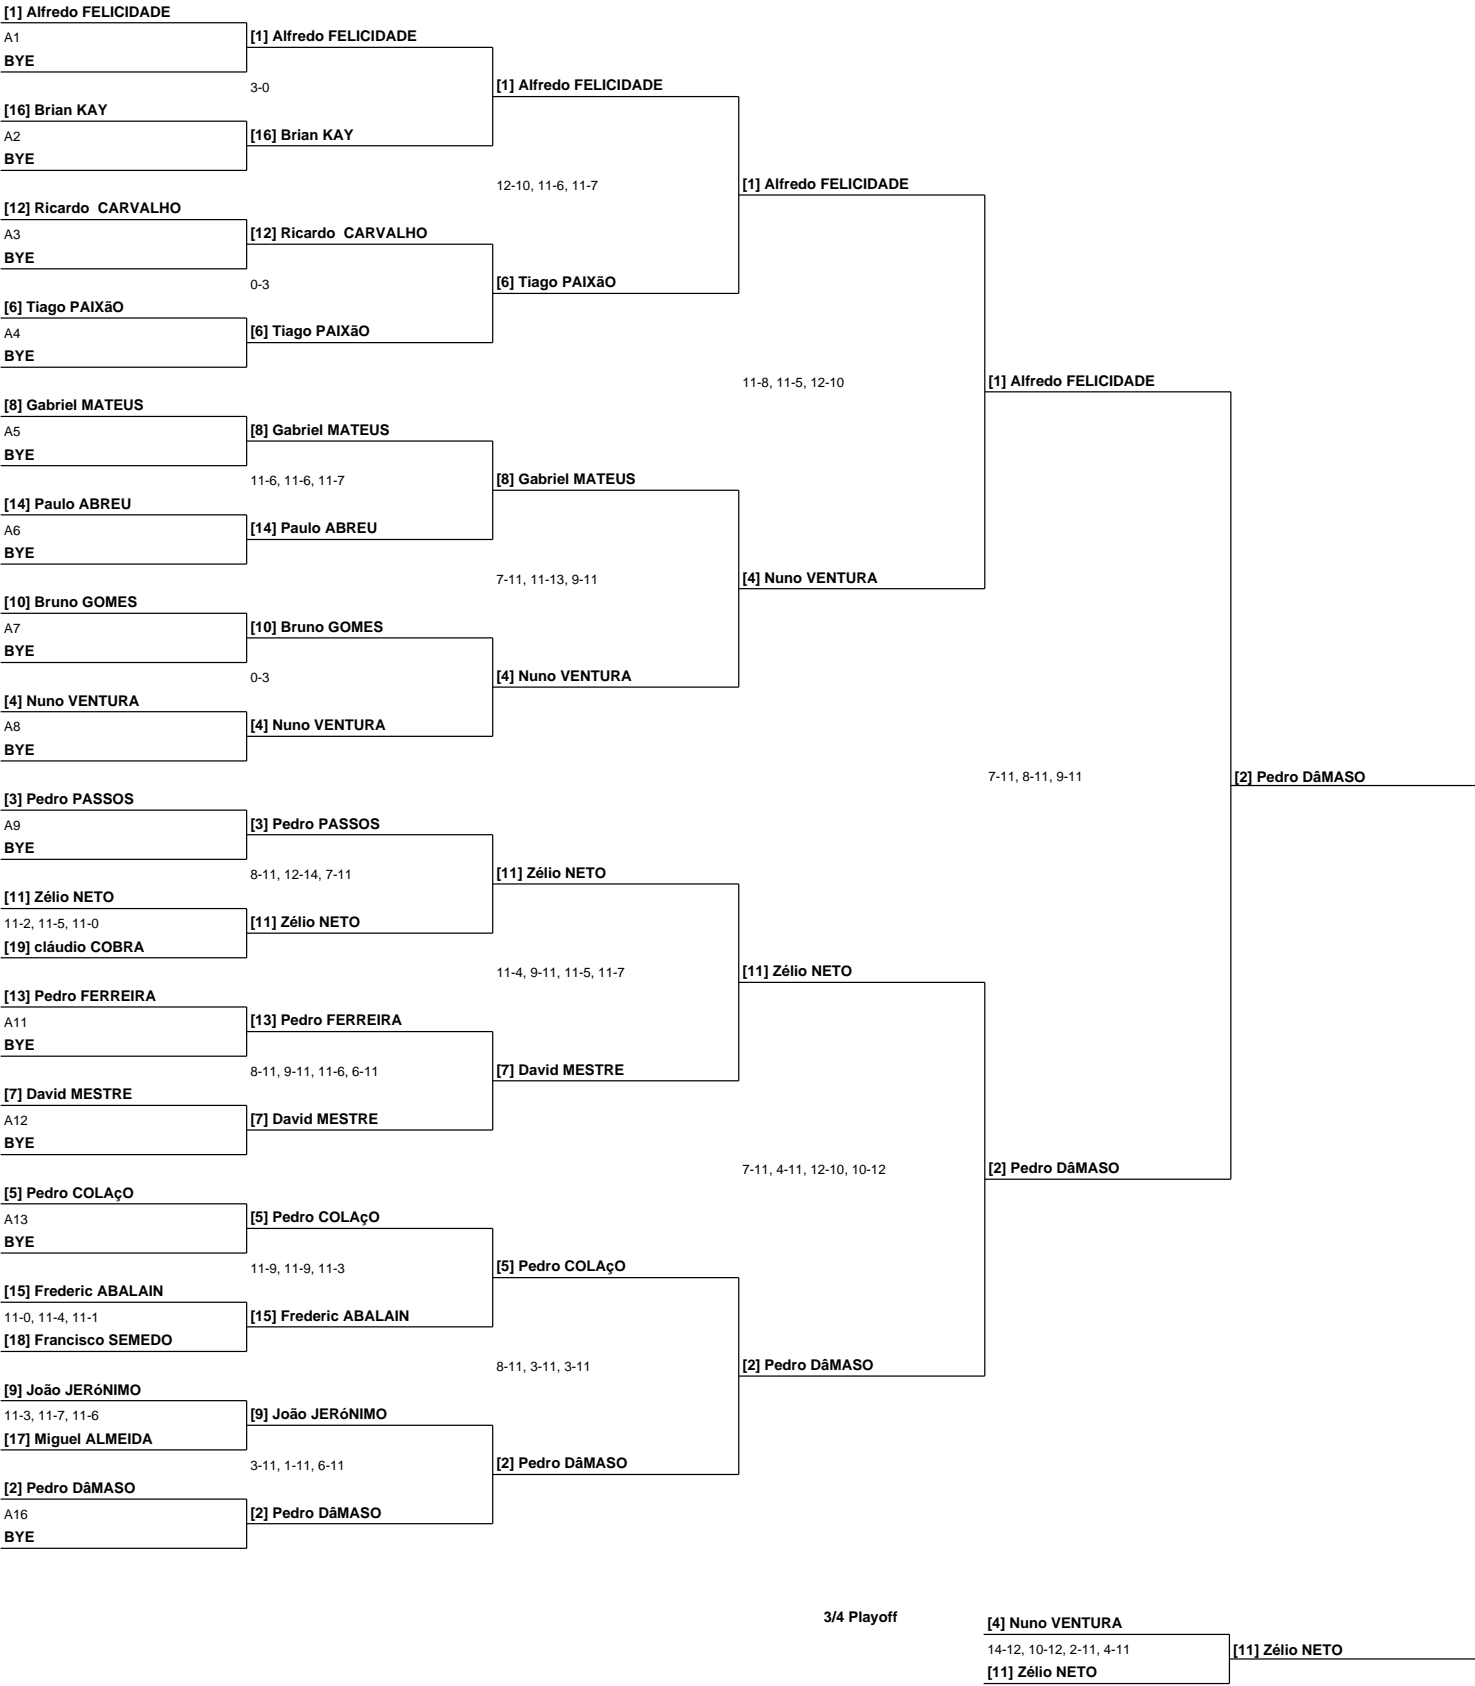 [1] Alfredo FELICIDADE
A1
BYE
[1] Alfredo FELICIDADE
3-0
[16] Brian KAY
A2
BYE
[16] Brian KAY
[1] Alfredo FELICIDADE
12-10, 11-6, 11-7
[12] Ricardo  CARVALHO
A3
BYE
[12] Ricardo  CARVALHO
0-3
[6] Tiago PAIXãO
A4
BYE
[6] Tiago PAIXãO
[6] Tiago PAIXãO
[1] Alfredo FELICIDADE
11-8, 11-5, 12-10
[8] Gabriel MATEUS
A5
BYE
[8] Gabriel MATEUS
11-6, 11-6, 11-7
[14] Paulo ABREU
A6
BYE
[14] Paulo ABREU
[8] Gabriel MATEUS
7-11, 11-13, 9-11
[10] Bruno GOMES
A7
BYE
[10] Bruno GOMES
0-3
[4] Nuno VENTURA
A8
BYE
[4] Nuno VENTURA
[4] Nuno VENTURA
[4] Nuno VENTURA
[1] Alfredo FELICIDADE
7-11, 8-11, 9-11
[2] Pedro DâMASO
[3] Pedro PASSOS
A9
BYE
[3] Pedro PASSOS
8-11, 12-14, 7-11
[11] Zélio NETO
11-2, 11-5, 11-0
[19] cláudio COBRA
[11] Zélio NETO
[11] Zélio NETO
11-4, 9-11, 11-5, 11-7
[13] Pedro FERREIRA
A11
BYE
[13] Pedro FERREIRA
8-11, 9-11, 11-6, 6-11
[7] David MESTRE
A12
BYE
[7] David MESTRE
[7] David MESTRE
[11] Zélio NETO
7-11, 4-11, 12-10, 10-12
[2] Pedro DâMASO
[5] Pedro COLAçO
A13
BYE
[5] Pedro COLAçO
11-9, 11-9, 11-3
[15] Frederic ABALAIN
11-0, 11-4, 11-1
[18] Francisco SEMEDO
[15] Frederic ABALAIN
[5] Pedro COLAçO
8-11, 3-11, 3-11
[2] Pedro DâMASO
[9] João JERóNIMO
11-3, 11-7, 11-6
[17] Miguel ALMEIDA
[9] João JERóNIMO
3-11, 1-11, 6-11
[2] Pedro DâMASO
A16
BYE
[2] Pedro DâMASO
[2] Pedro DâMASO
3/4 Playoff
[4] Nuno VENTURA
14-12, 10-12, 2-11, 4-11
[11] Zélio NETO
[11] Zélio NETO